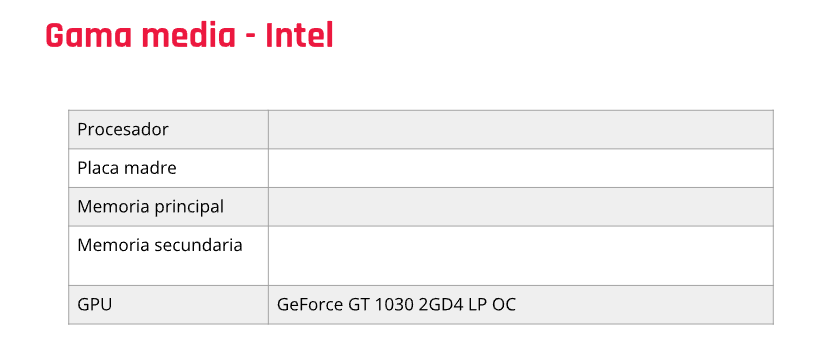 Gama media - Intel
Procesador
Placa madre
Memoria principal
Memoria secundaria
GPU GeForce GT 1030 2GD4 LP OC